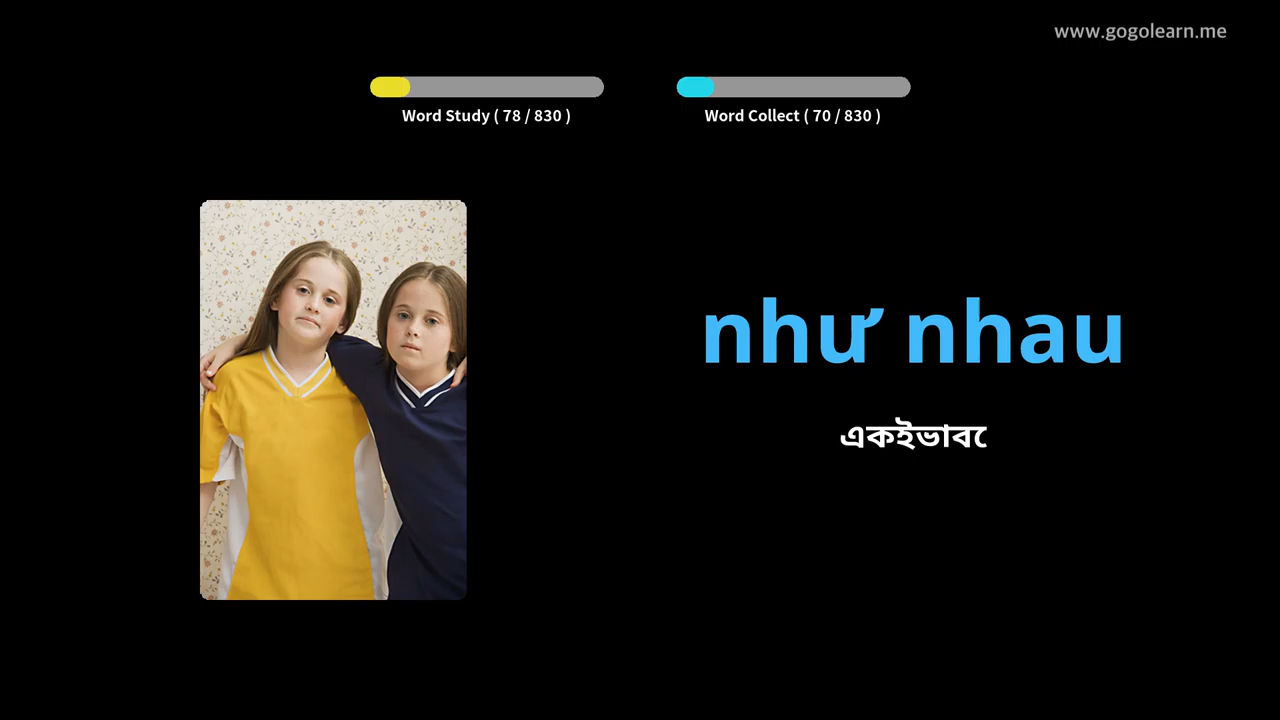 www.gogolearn.me
Word Study ( 78 / 830 )
Word Collect ( 70 / 830 )
như nhau
একইভাবে